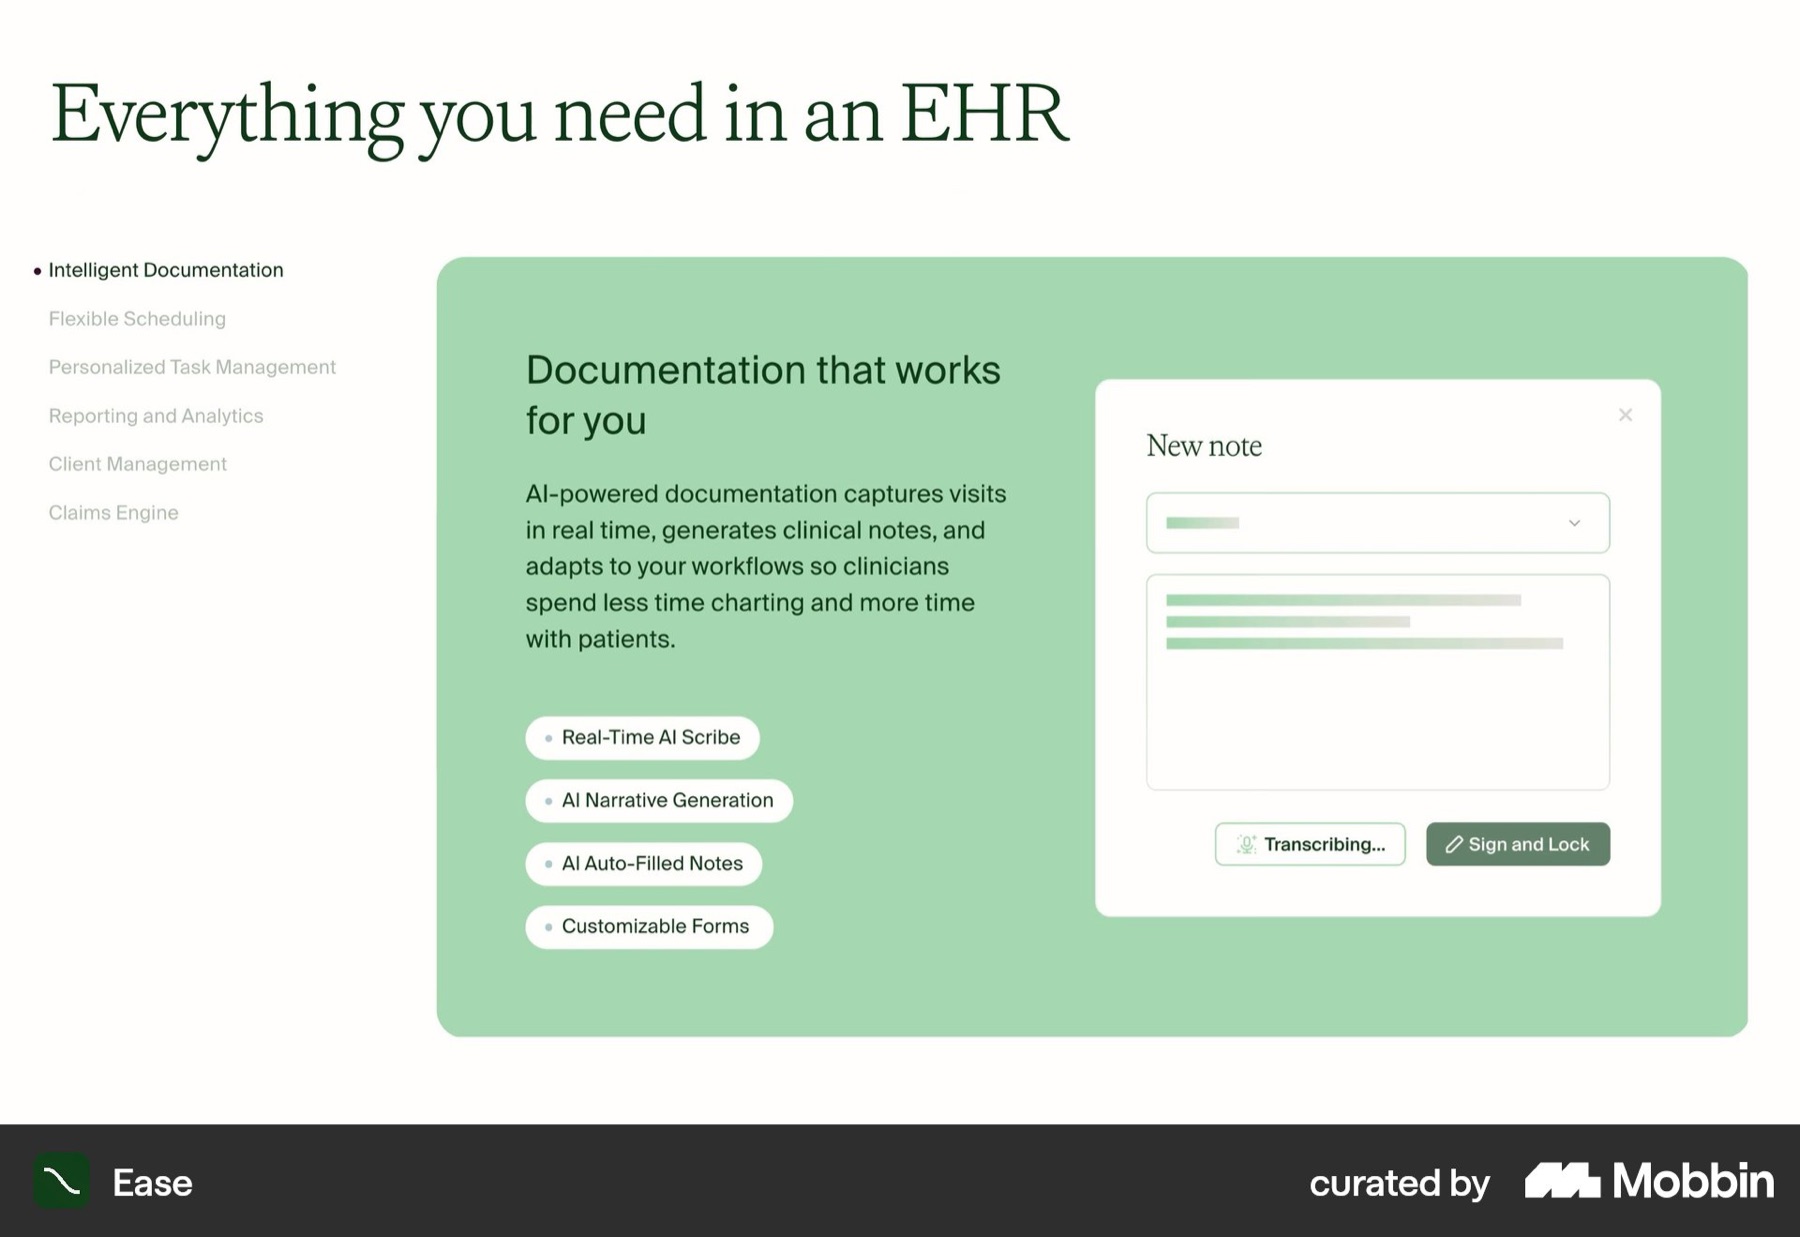 Everything you need in an EHR
Intelligent Documentation
Flexible Scheduling
Personalized Task Management
Reporting and Analytics
Client Management
Claims Engine
Documentation that works
for you
AI-powered documentation captures visits
in real time, generates clinical notes, and
adapts to your workflows so clinicians
spend less time charting and more time
with patients.
Real-Time AI Scribe
AI Narrative Generation
AI Auto-Filled Notes
Customizable Forms
New note
Transcribing...
Sign and Lock
Ease
curated by Mobbin